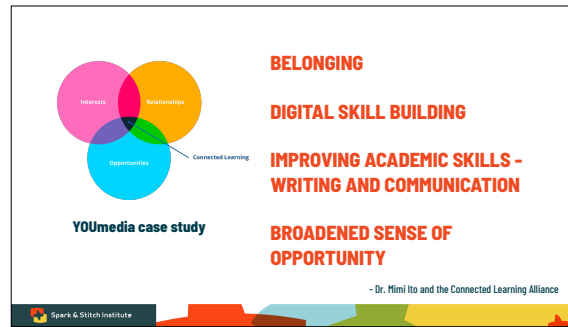 Interests
Relationships
Opportunities
Connected Learning
YOUmedia case study
BELONGING
DIGITAL SKILL BUILDING
IMPROVING ACADEMIC SKILLS -
WRITING AND COMMUNICATION
BROADENED SENSE OF
OPPORTUNITY
- Dr. Mimi Ito and the Connected Learning Alliance
Spark & Stitch Institute